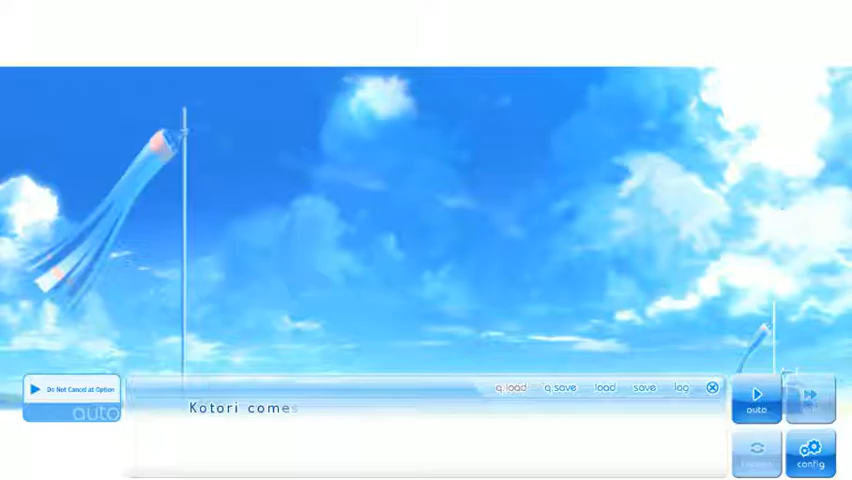 Do Not Cancel at Option
auto
q.load q.save load save log
Kotori comes
auto
config